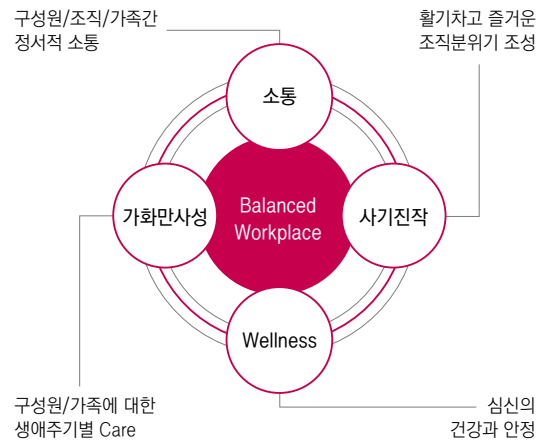 구성원/조직/가족간
정서적 소통
활기차고 즐거운
조직분위기 조성
소통
가화만사성
Balanced
Workplace
사기진작
Wellness
구성원/가족에 대한
생애주기별 Care
심신의
건강과 안정